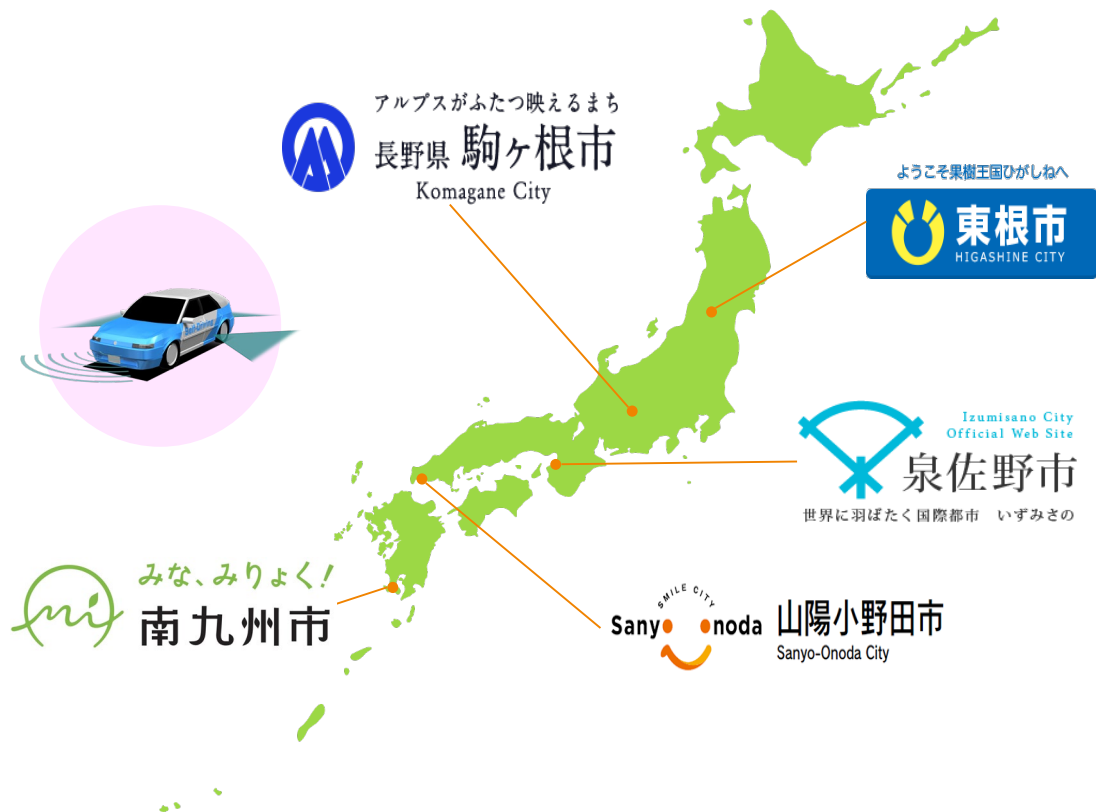 アルプスがふたつ映えるまち
長野県 駒ヶ根市
Komagane City
ようこそ果樹王国ひがしねへ
東根市
HIGASHINE CITY
Self-Driving
Izumisano City
Official Web Site
泉佐野市
世界に羽ばたく国際都市 いずみさの
みな、みりょく!
南九州市
SMILE CITY
Sanyo noda
山陽小野田市
Sanyo-Onoda City